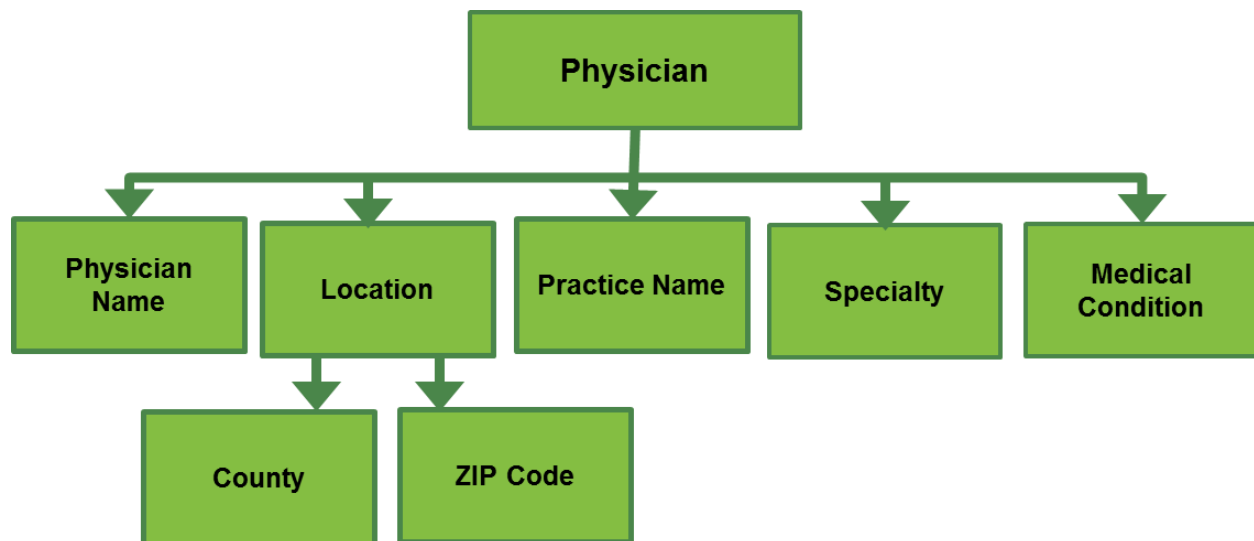 Physician
Physician
Name
Location
Practice Name
Specialty
Medical
Condition
County
ZIP Code